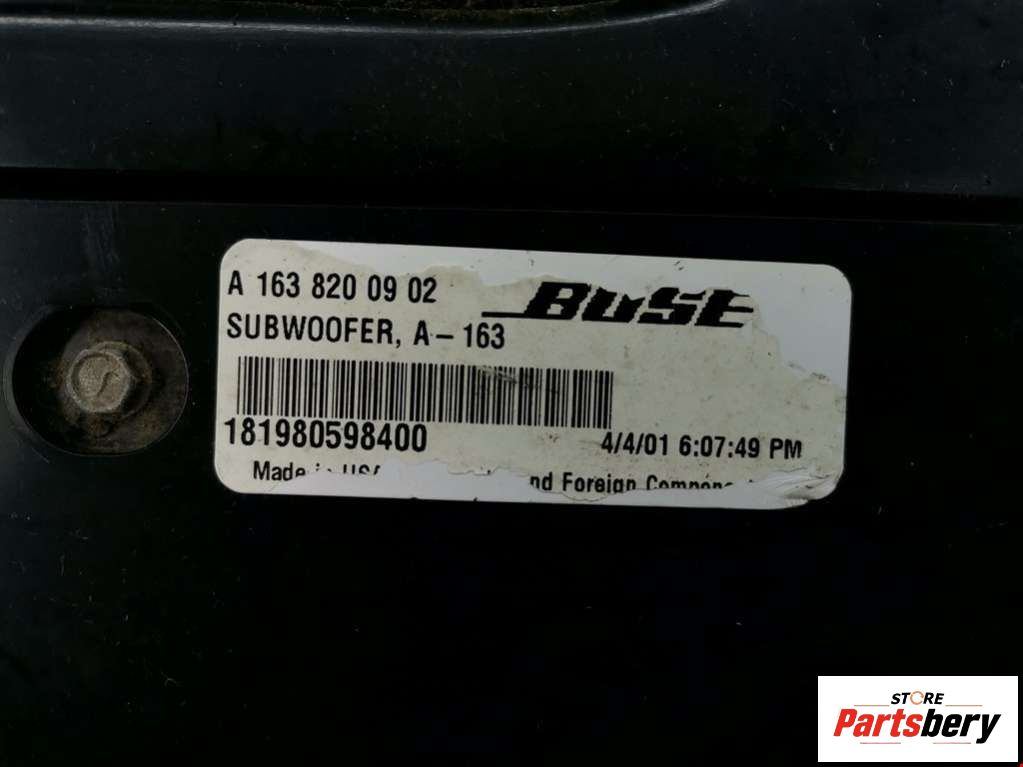 A 163 820 09 02
BOSE
SUBWOOFER, A-163
181980598400
4/4/01 6:07:49 PM
Made nd Foreign
STORE
Partsbery